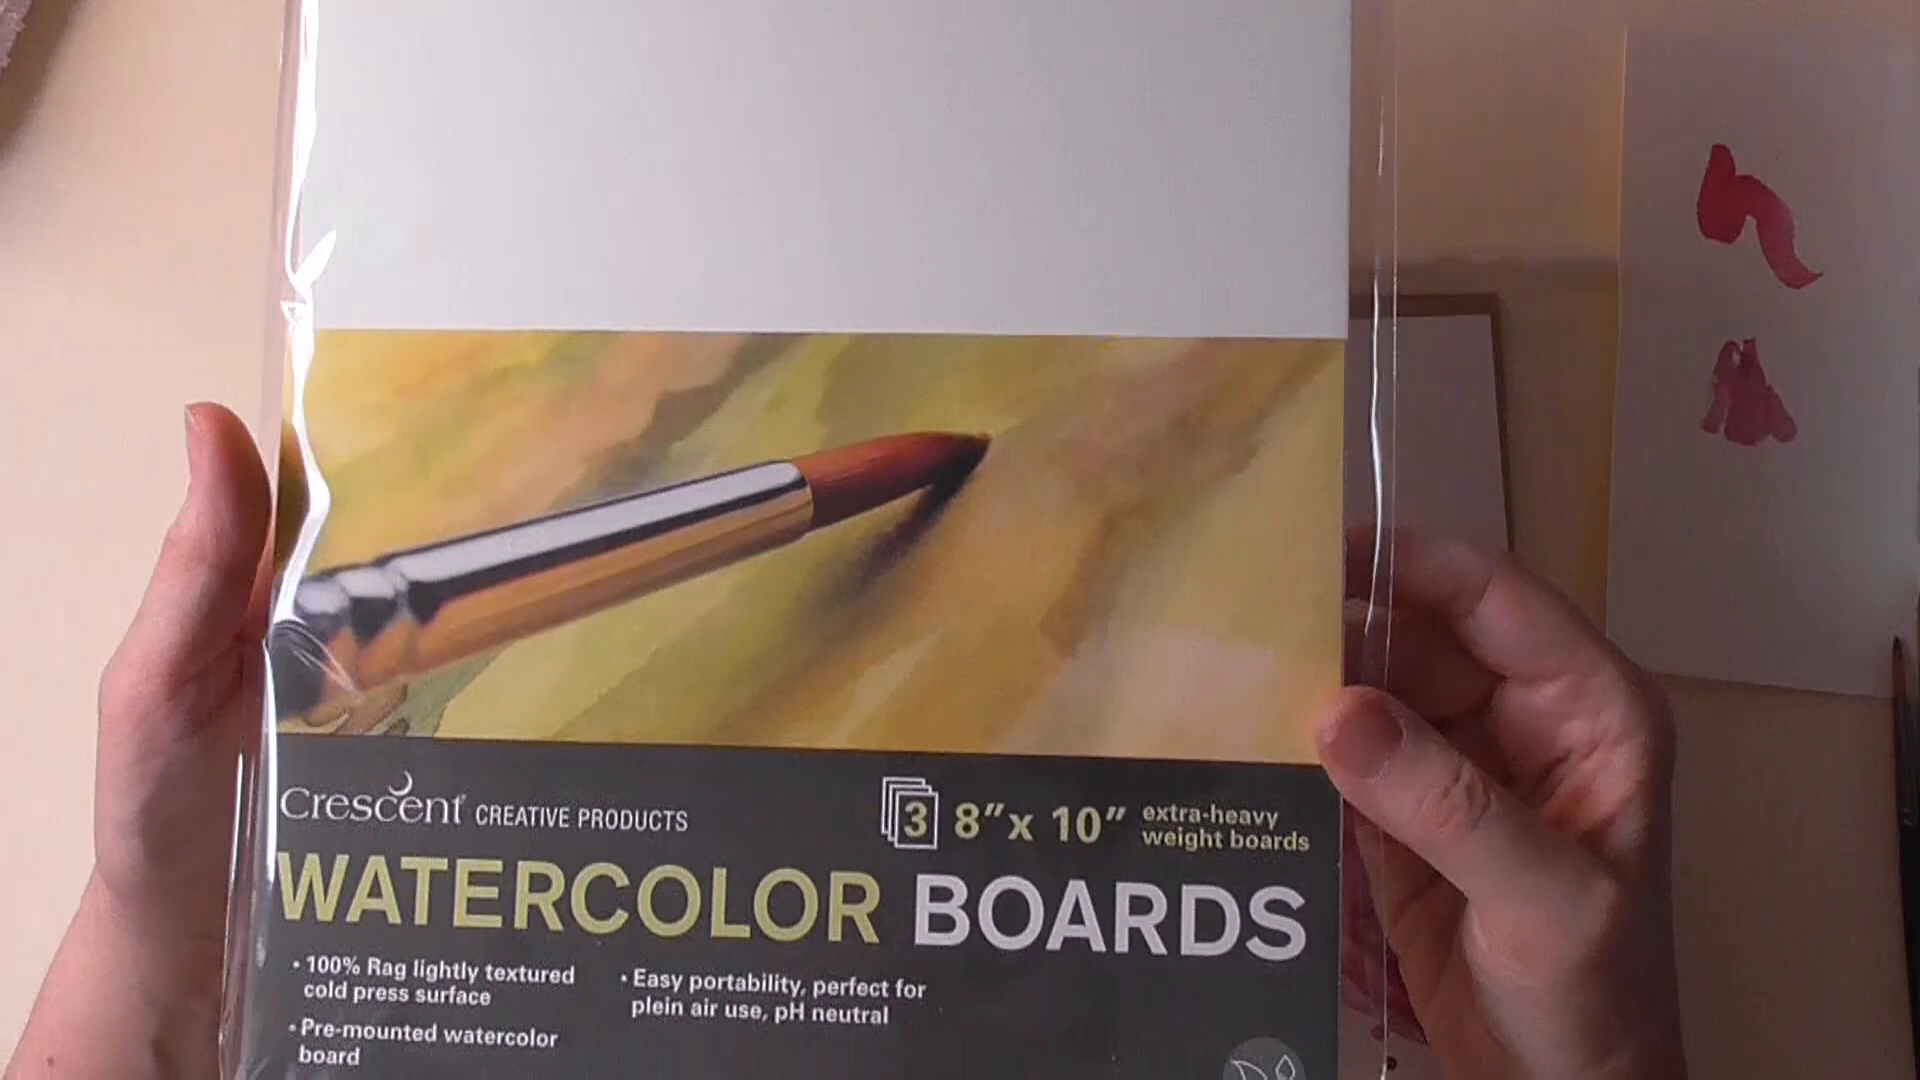 Crescent CREATIVE PRODUCTS
3 8” x 10” extra-heavy
weight boards
WATERCOLOR BOARDS
• 100% Rag lightly textured
cold press surface
• Pre-mounted watercolor
board
• Easy portability, perfect for
plein air use, pH neutral